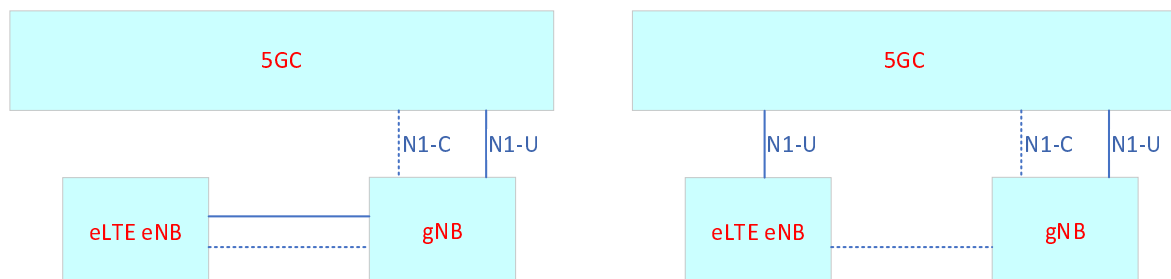 5GC
5GC
N1-C
N1-U
N1-U
N1-C
N1-U
eLTE eNB
gNB
eLTE eNB
gNB